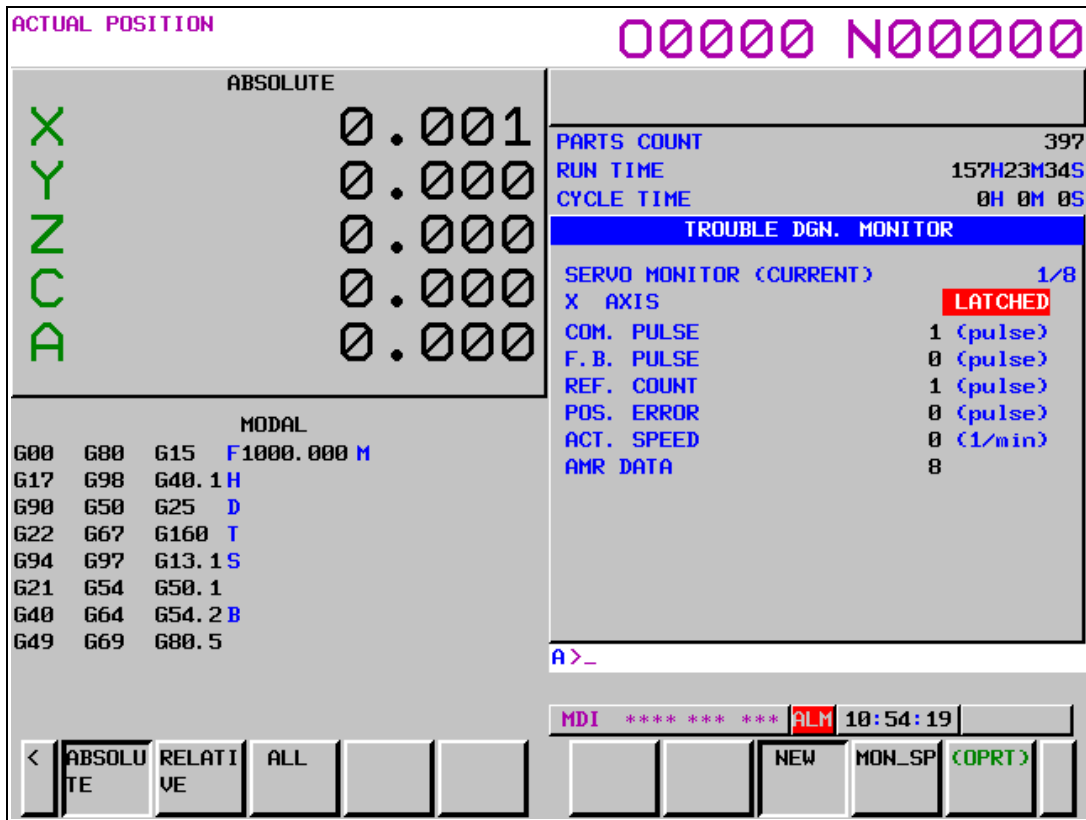 ACTUAL POSITION
O0000 N00000
ABSOLUTE
X 0.001
Y 0.000
Z 0.000
C 0.000
A 0.000
MODAL
G00 G80 G15 F1000.000 M
G17 G98 G40.1 H
G90 G50 G25 D
G22 G67 G160 T
G94 G97 G13.1 S
G21 G54 G50.1
G40 G64 G54.2 B
G49 G69 G80.5
PARTS COUNT 397
RUN TIME 157H23M34S
CYCLE TIME 0H 0M 0S
TROUBLE DGN. MONITOR
SERVO MONITOR (CURRENT) 1/8
X AXIS LATCHED
COM. PULSE 1 (pulse)
F.B. PULSE 0 (pulse)
REF. COUNT 1 (pulse)
POS. ERROR 0 (pulse)
ACT. SPEED 0 (1/min)
AMR DATA 8
A>_
MDI **** *** *** ALM 10:54:19
< ABSOLU RELATI ALL NEW MON_SP (OPRT)
TE VE